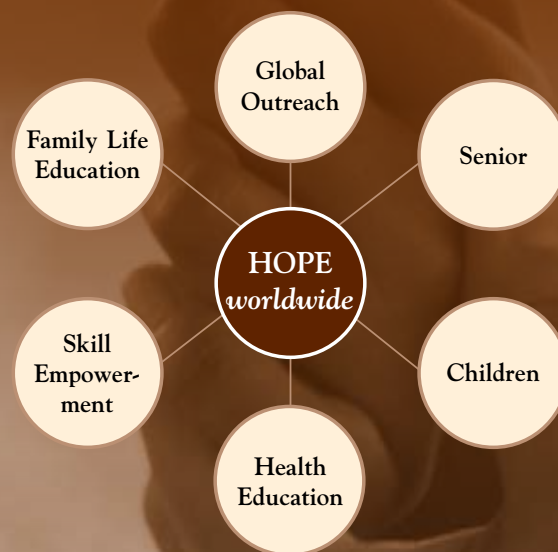 Global
Outreach
Family Life
Education
Senior
HOPE
worldwide
Skill
Empower-
ment
Children
Health
Education